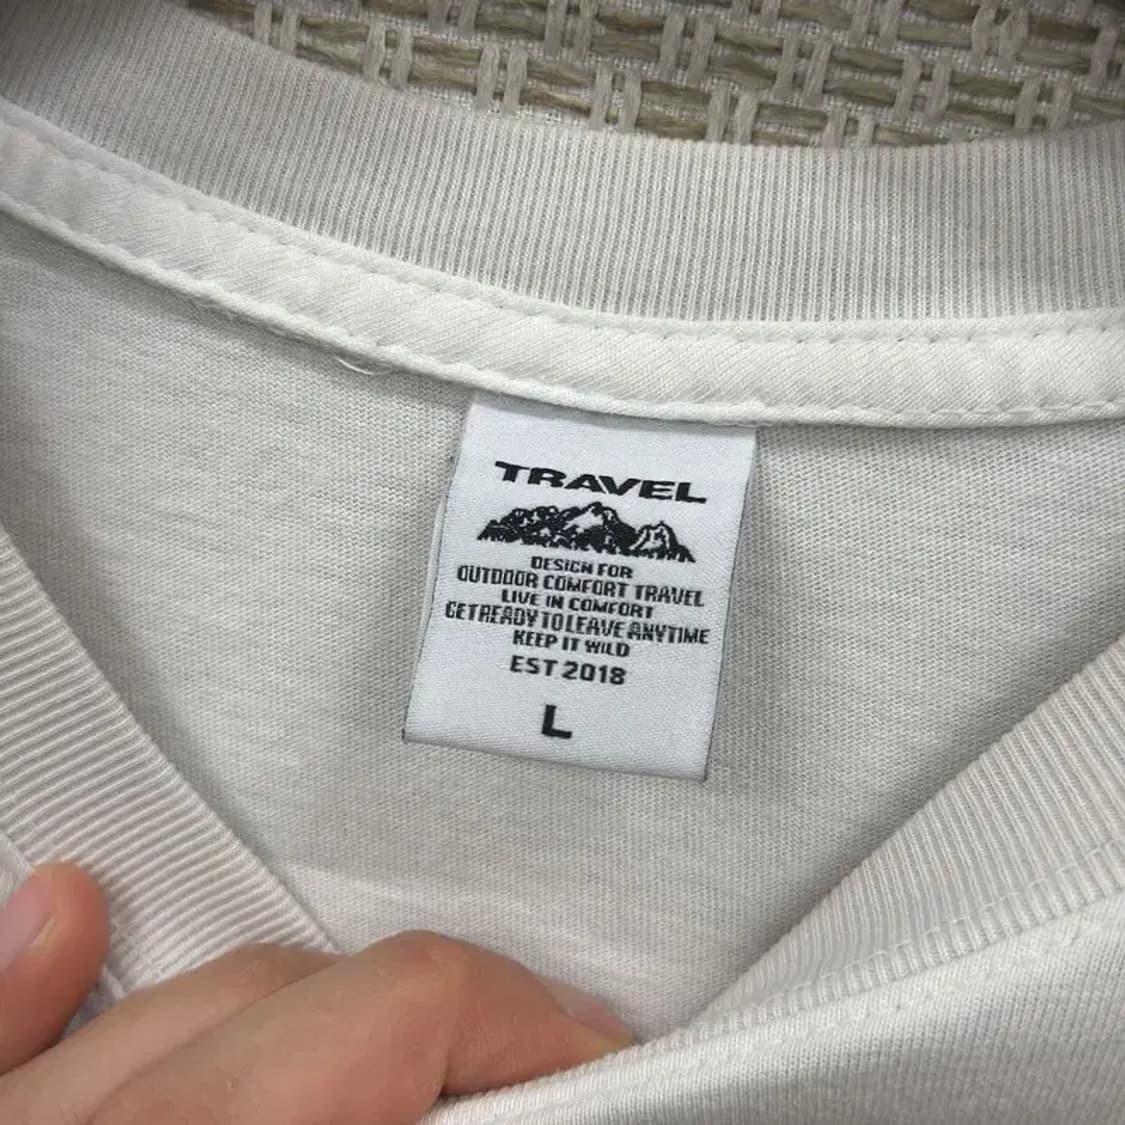 TRAVEL
DESIGN FOR
OUTDOOR COMFORT TRAVEL
LIVE IN COMFORT
GETREADY TO LEAVE ANYTIME
KEEP IT WILD
EST 2018
L